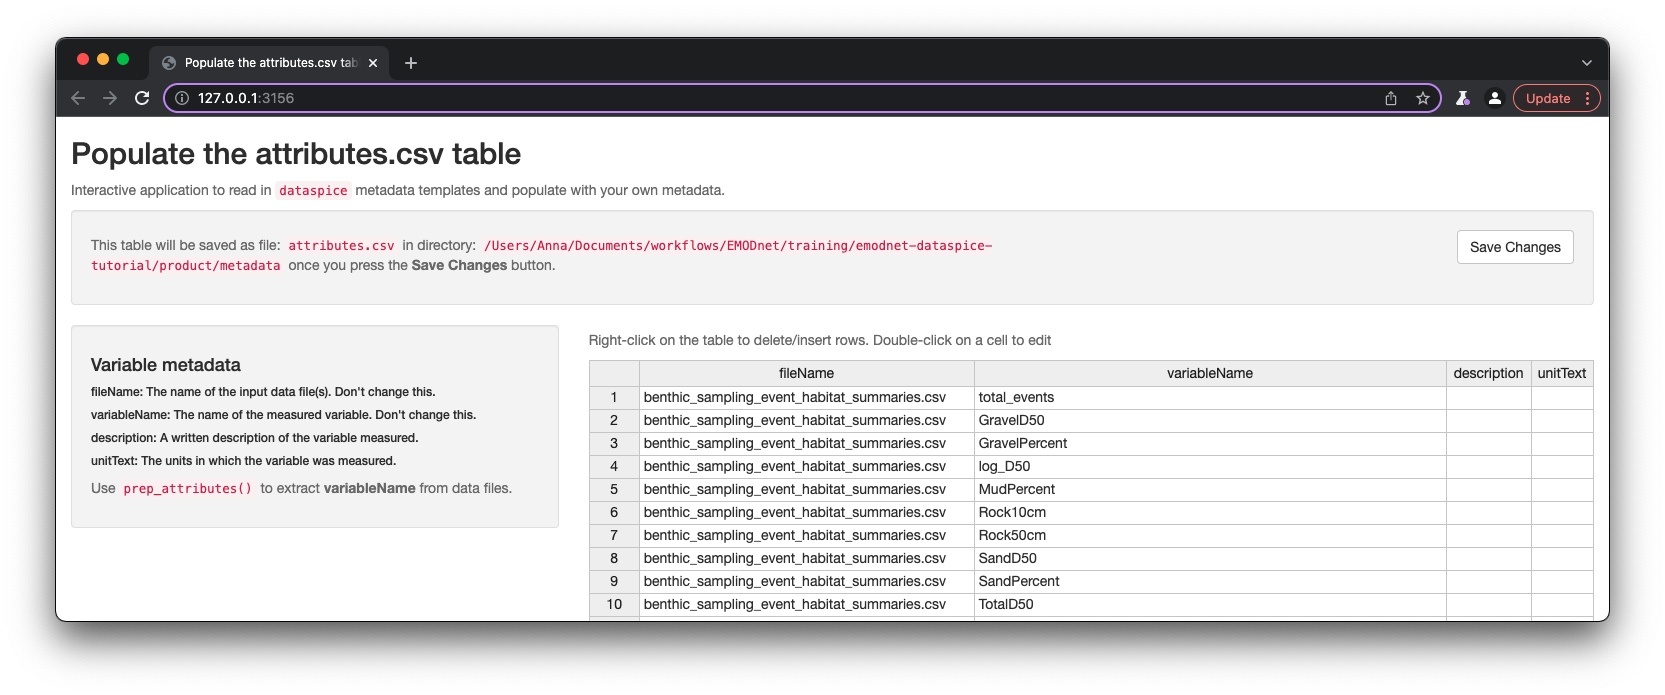 Populate the attributes.csv tab
127.0.0.1:3156
Update
Populate the attributes.csv table
Interactive application to read in dataspice metadata templates and populate with your own metadata.
This table will be saved as file: attributes.csv in directory: /Users/Anna/Documents/workflows/EMODnet/training/emodnet-dataspice-
tutorial/product/metadata once you press the Save Changes button.
Save Changes
Variable metadata
fileName: The name of the input data file(s). Don't change this.
variableName: The name of the measured variable. Don't change this.
description: A written description of the variable measured.
unitText: The units in which the variable was measured.
Use prep_attributes() to extract variableName from data files.
Right-click on the table to delete/insert rows. Double-click on a cell to edit
fileName variableName description unitText
1 benthic_sampling_event_habitat_summaries.csv total_events
2 benthic_sampling_event_habitat_summaries.csv GravelD50
3 benthic_sampling_event_habitat_summaries.csv GravelPercent
4 benthic_sampling_event_habitat_summaries.csv log_D50
5 benthic_sampling_event_habitat_summaries.csv MudPercent
6 benthic_sampling_event_habitat_summaries.csv Rock10cm
7 benthic_sampling_event_habitat_summaries.csv Rock50cm
8 benthic_sampling_event_habitat_summaries.csv SandD50
9 benthic_sampling_event_habitat_summaries.csv SandPercent
10 benthic_sampling_event_habitat_summaries.csv TotalD50